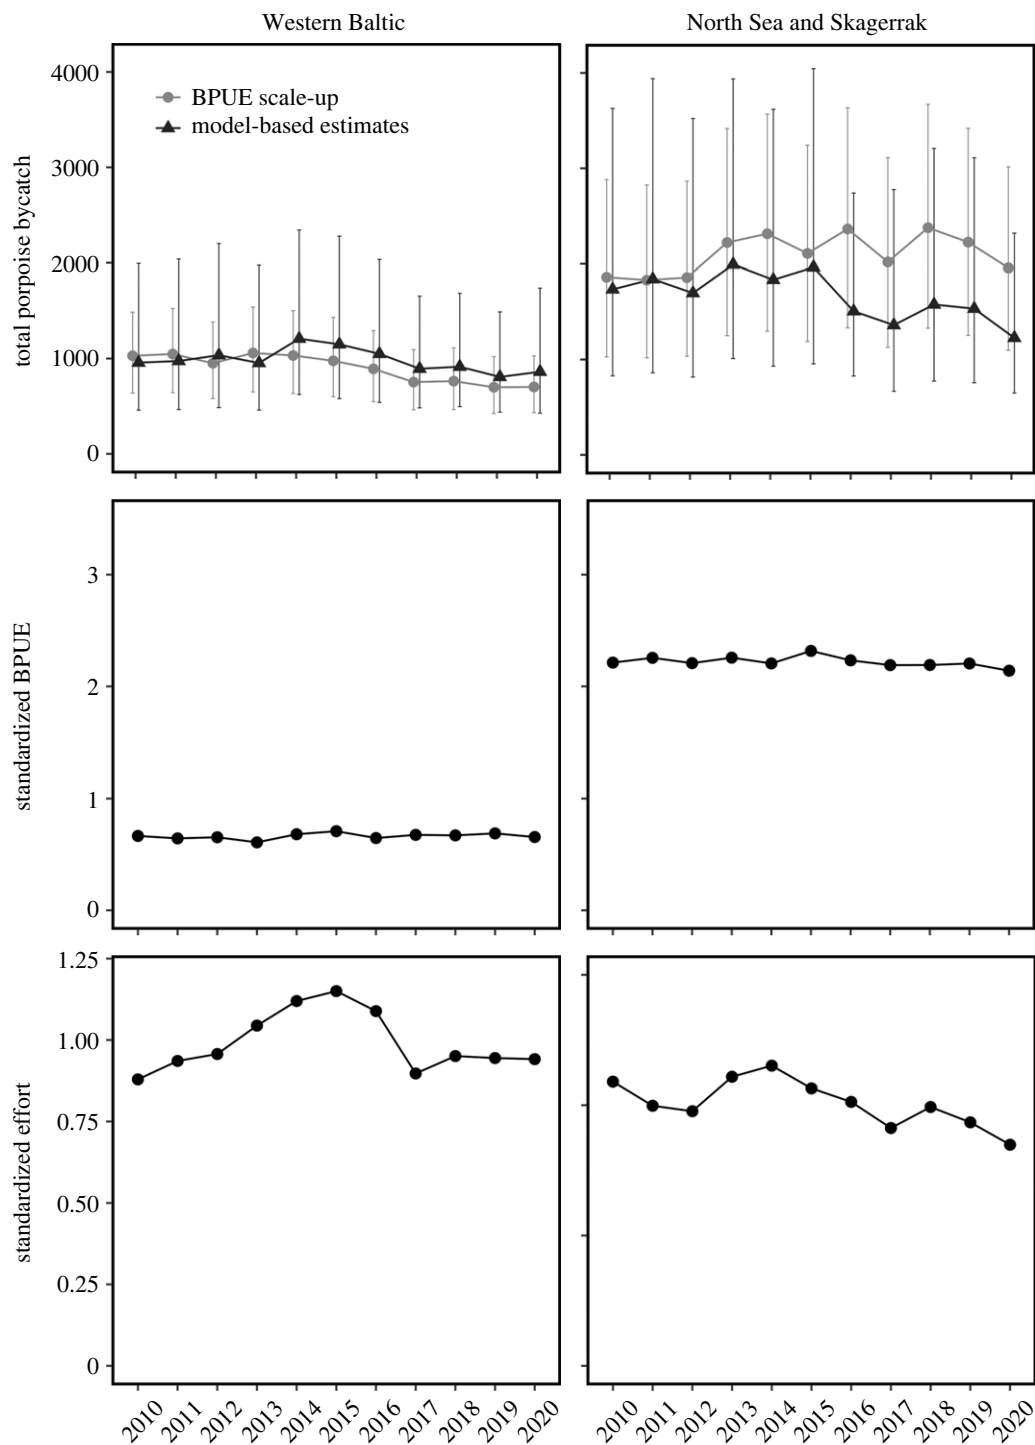 Western Baltic
North Sea and Skagerrak
total porpoise bycatch
4000
3000
2000
1000
0
BPUE scale-up
model-based estimates
standardized BPUE
3
2
1
0
standardized effort
1.25
1.00
0.75
0.50
0.25
0
2010 2011 2012 2013 2014 2015 2016 2017 2018 2019 2020
2010 2011 2012 2013 2014 2015 2016 2017 2018 2019 2020